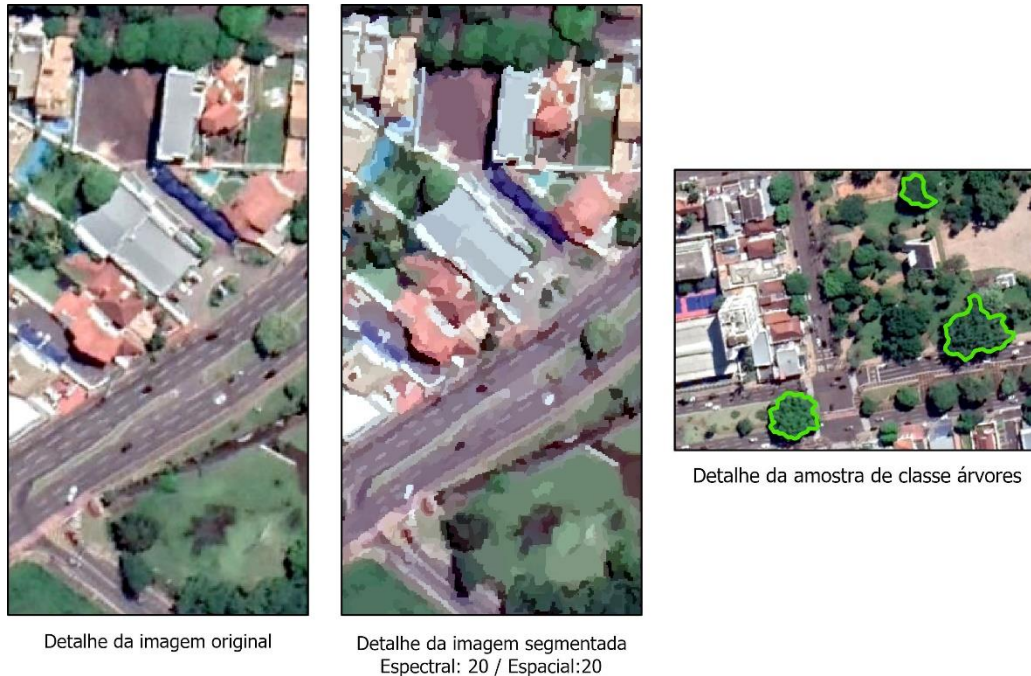 Detalhe da imagem original
Detalhe da imagem segmentada
Espectral: 20 / Espacial:20
Detalhe da amostra de classe árvores